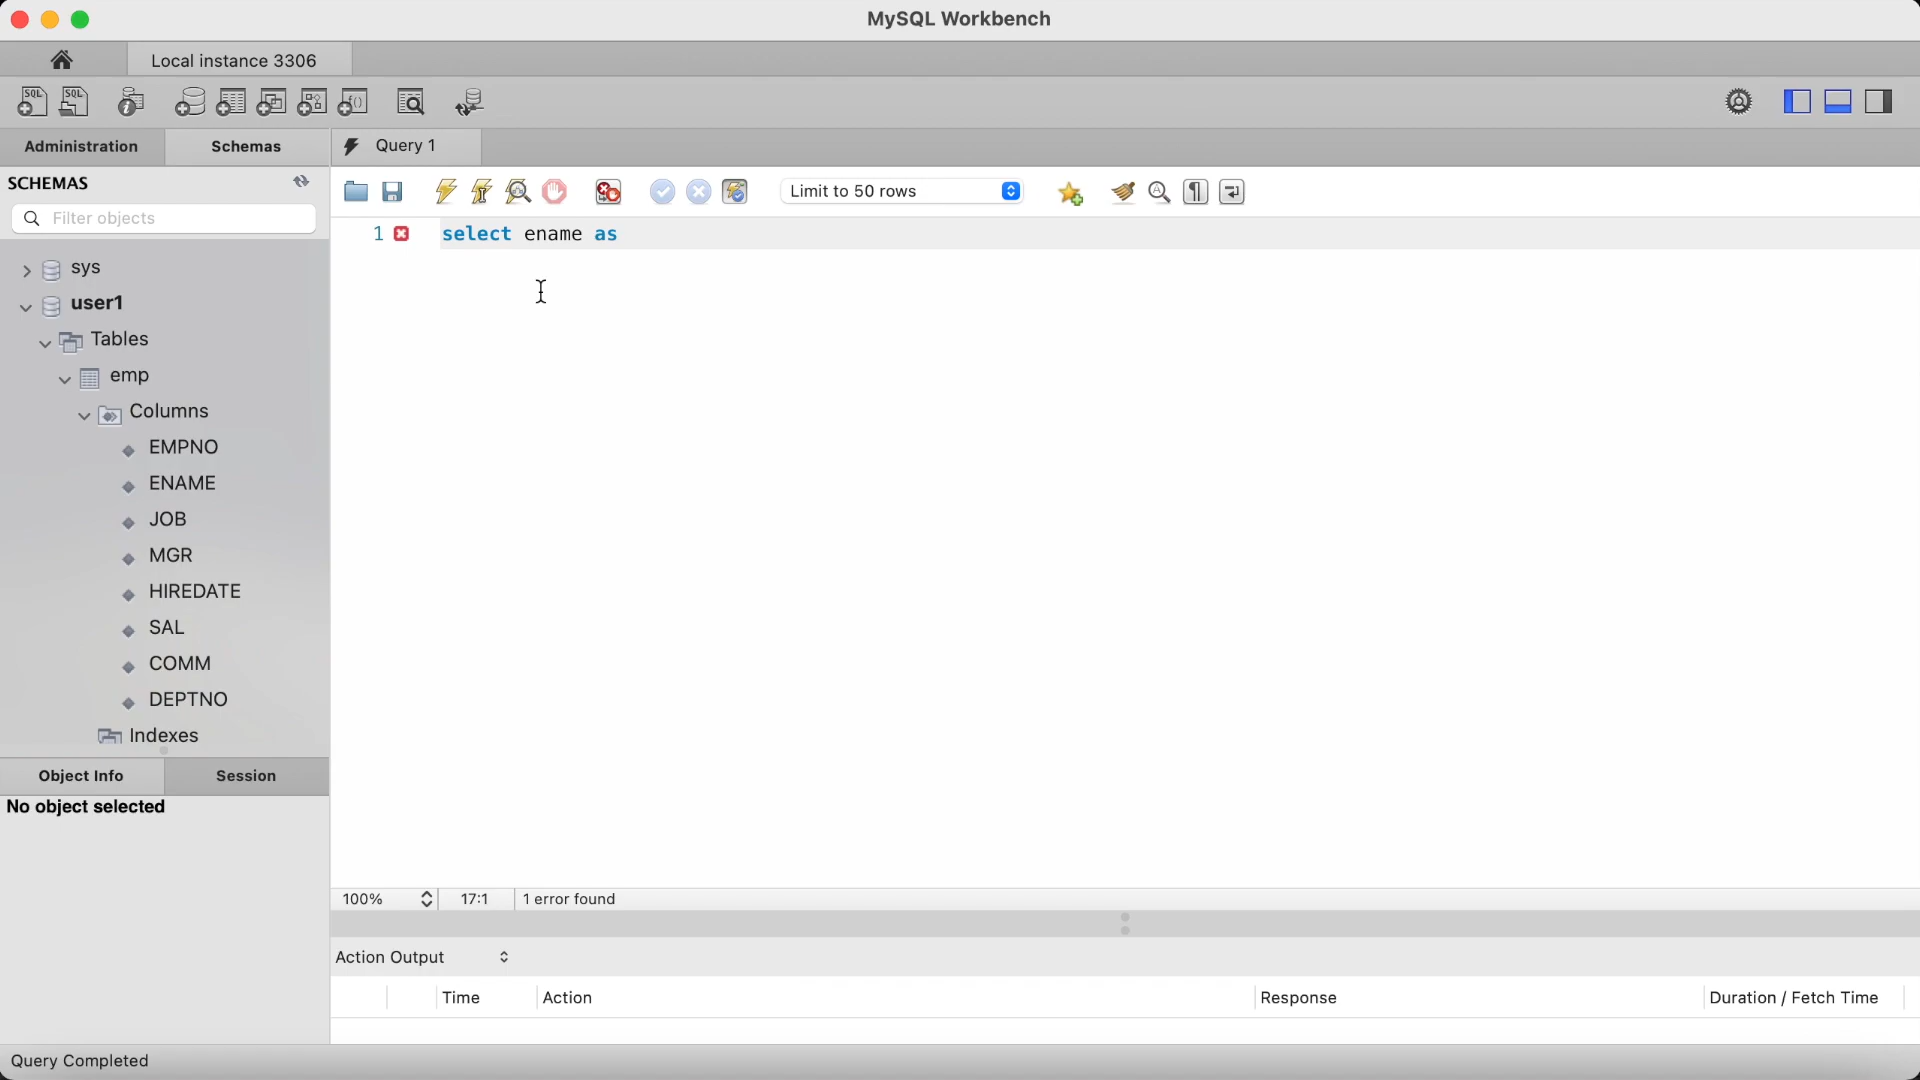 MySQL Workbench
Local instance 3306
SQL
SQL
Administration
Schemas
Query 1
SCHEMAS
Filter objects
Limit to 50 rows
1
select ename as
sys
user1
Tables
emp
Columns
EMPNO
ENAME
JOB
MGR
HIREDATE
SAL
COMM
DEPTNO
Indexes
Object Info
Session
No object selected
100%
17:1
1 error found
Action Output
Time
Action
Response
Duration / Fetch Time
Query Completed